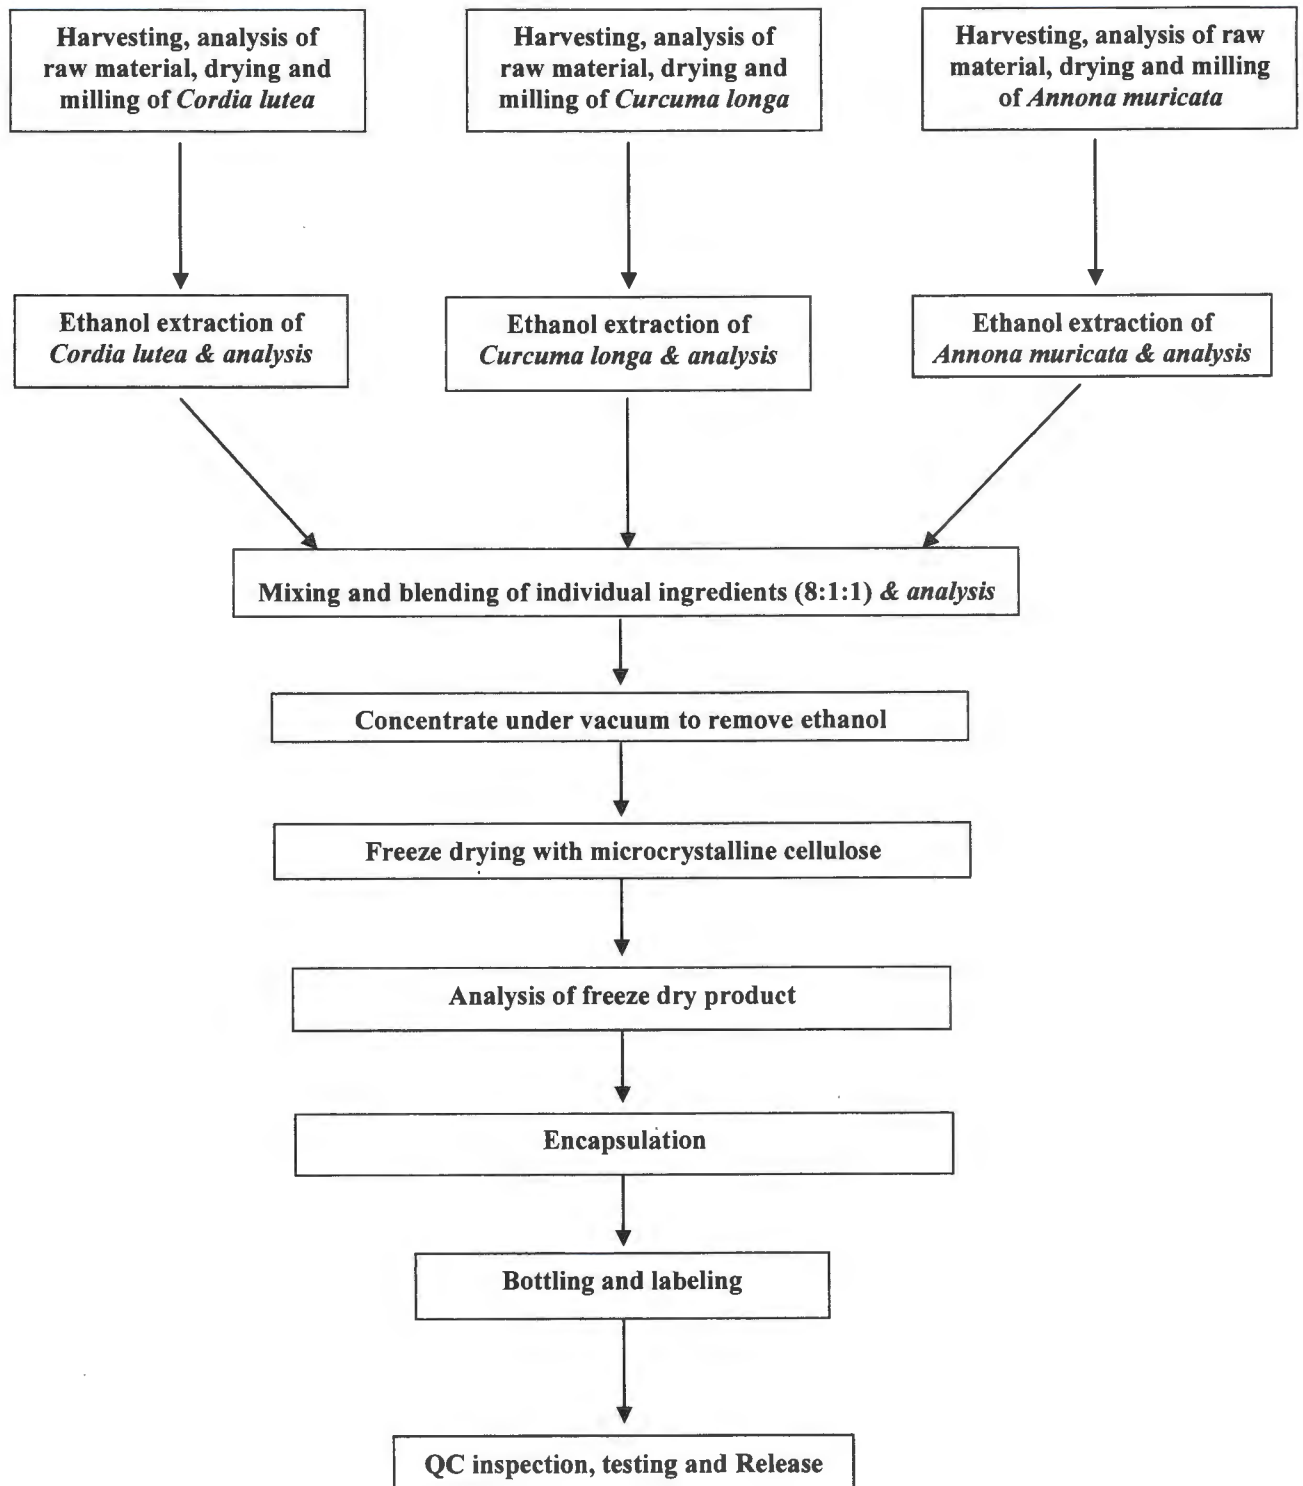 Harvesting, analysis of
raw material, drying and
milling of Cordia lutea
Harvesting, analysis of
raw material, drying and
milling of Curcuma longa
Harvesting, analysis of raw
material, drying and milling
of Annona muricata
Ethanol extraction of
Cordia lutea & analysis
Ethanol extraction of
Curcuma longa & analysis
Ethanol extraction of
Annona muricata & analysis
Mixing and blending of individual ingredients (8:1:1) & analysis
Concentrate under vacuum to remove ethanol
Freeze drying with microcrystalline cellulose
Analysis of freeze dry product
Encapsulation
Bottling and labeling
QC inspection, testing and Release